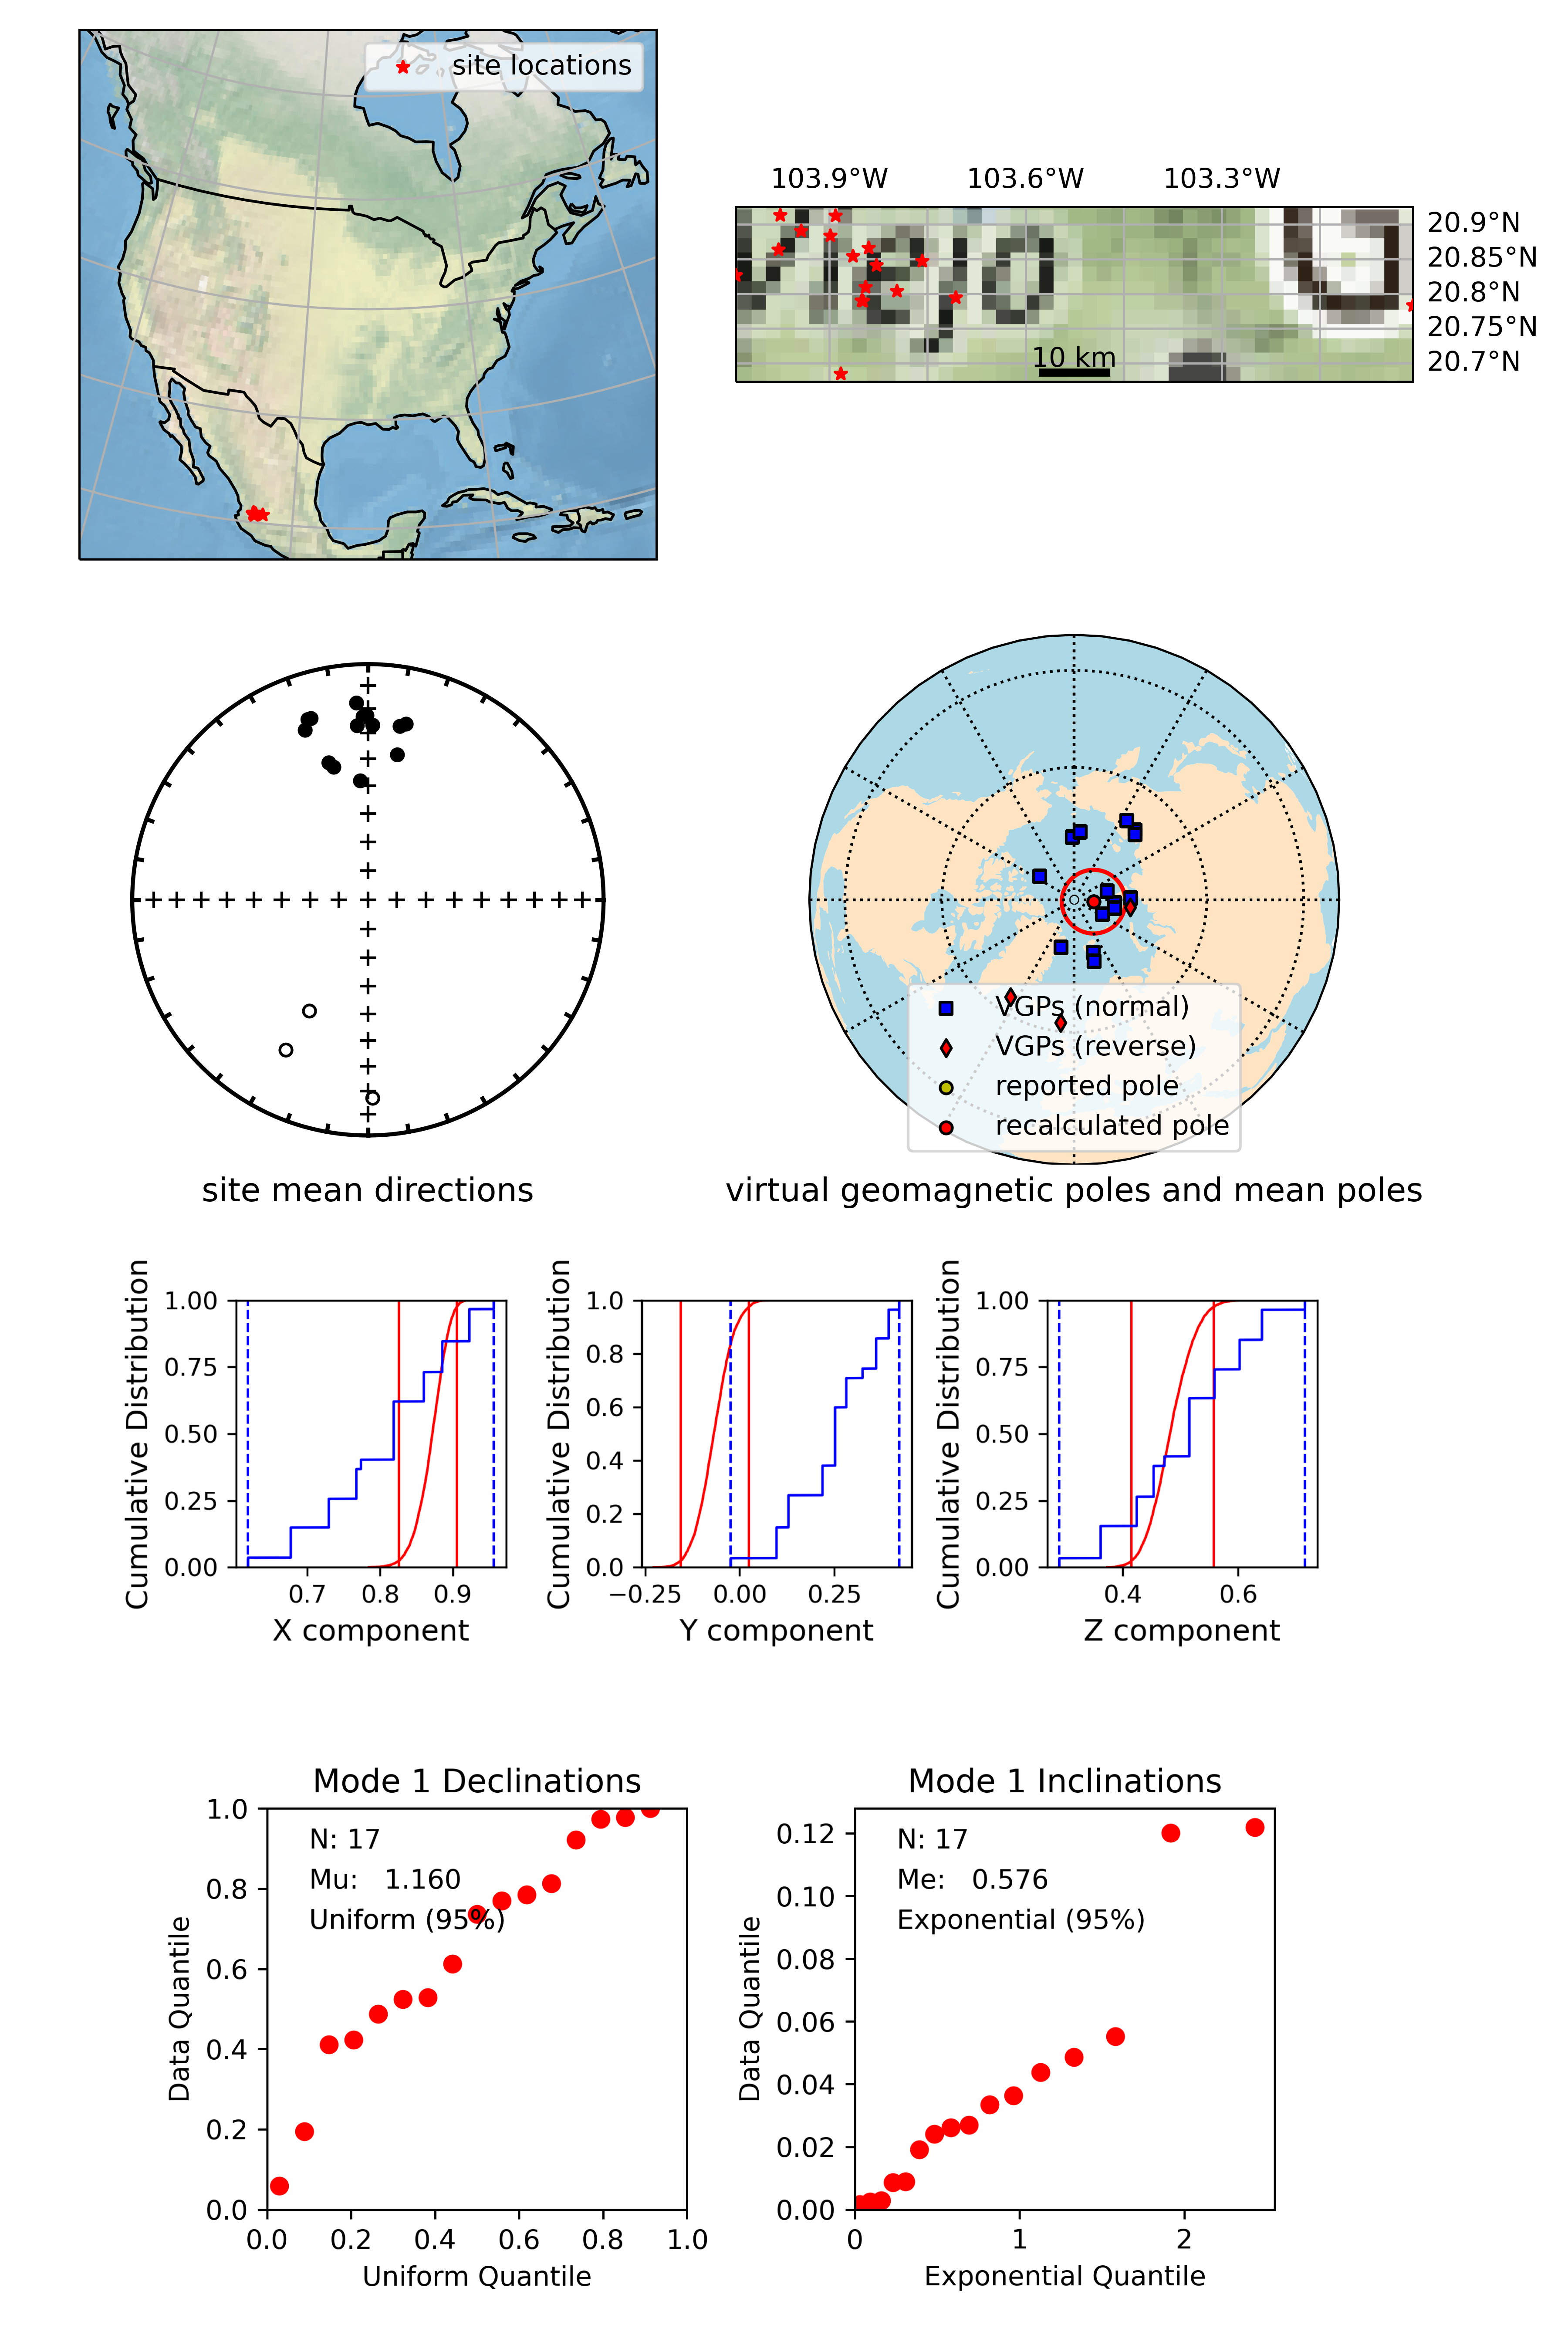 site locations
103.9°W 103.6°W 103.3°W
20.9°N
20.85°N
20.8°N
20.75°N
20.7°N
10 km
VGPs (normal)
VGPs (reverse)
reported pole
recalculated pole
site mean directions
virtual geomagnetic poles and mean poles
Cumulative Distribution
1.00
0.75
0.50
0.25
0.00
0.7 0.8 0.9
X component
Cumulative Distribution
1.0
0.8
0.6
0.4
0.2
0.0
−0.25 0.00 0.25
Y component
Cumulative Distribution
1.00
0.75
0.50
0.25
0.00
0.4 0.6
Z component
Mode 1 Declinations
N: 17
Mu: 1.160
Uniform (95%)
Data Quantile
1.0
0.8
0.6
0.4
0.2
0.0
0.0 0.2 0.4 0.6 0.8 1.0
Uniform Quantile
Mode 1 Inclinations
N: 17
Me: 0.576
Exponential (95%)
Data Quantile
0.12
0.10
0.08
0.06
0.04
0.02
0.00
0 1 2
Exponential Quantile